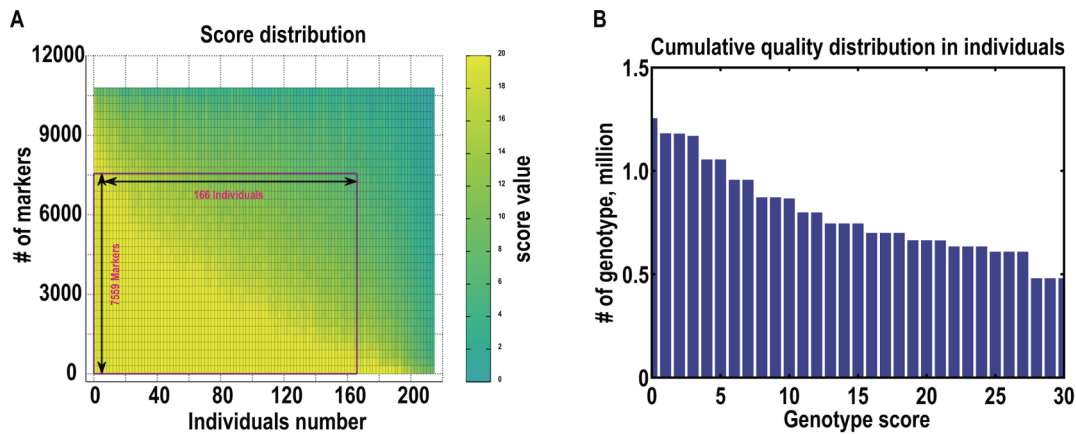 A
Score distribution
12000
9000
6000
3000
0
# of markers
166 Individuals
7559 Markers
0 40 80 120 160 200
Individuals number
20
18
16
14
12
10
8
6
4
2
0
score value
B
Cumulative quality distribution in individuals
1.5
1.0
0.5
0
# of genotype, million
0 5 10 15 20 25 30
Genotype score